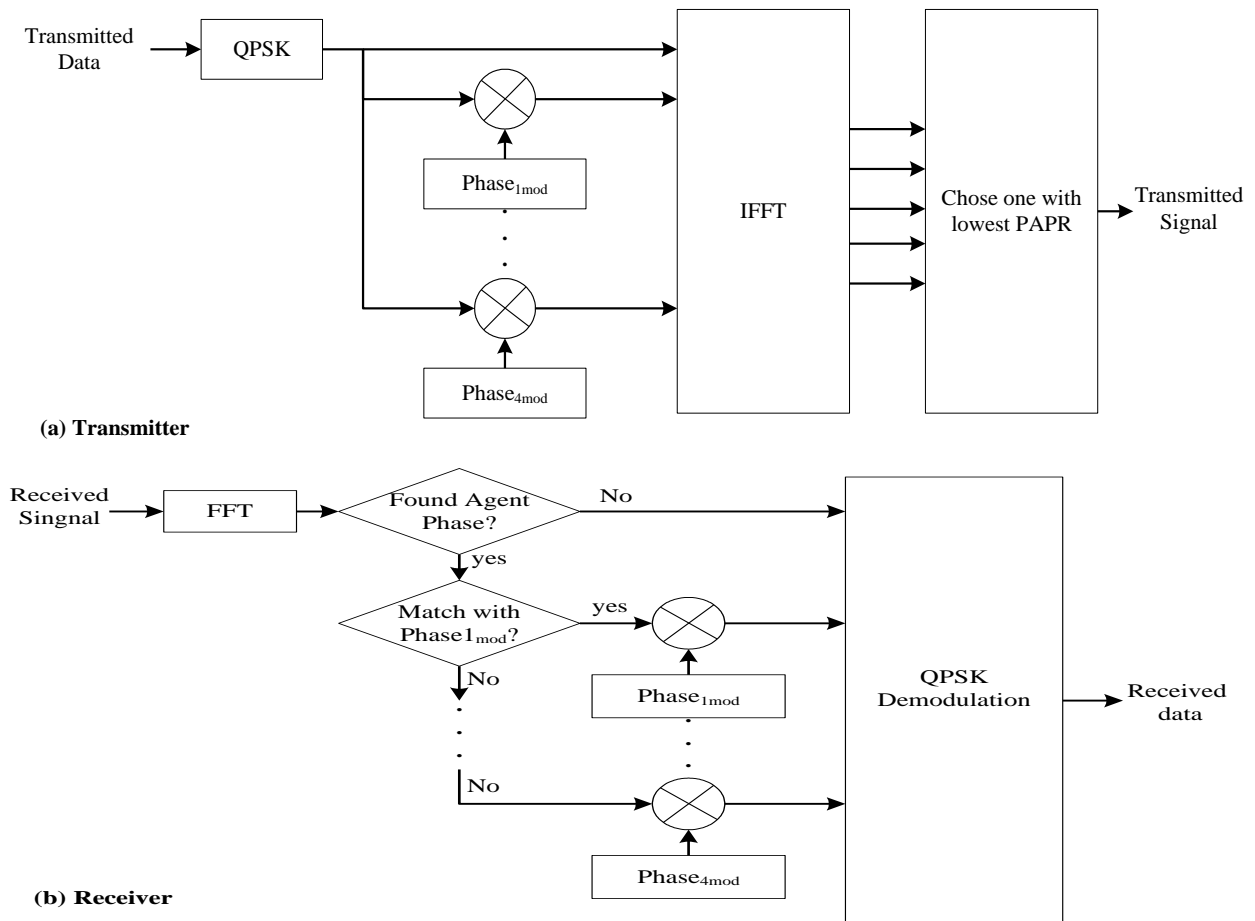 Transmitted
Data
QPSK
Phase1mod
Phase4mod
IFFT
Chose one with
lowest PAPR
Transmitted
Signal
(a) Transmitter
Received
Singnal
FFT
Found Agent
Phase?
No
yes
Match with
Phase1mod?
yes
No
No
Phase1mod
Phase4mod
QPSK
Demodulation
Received
data
(b) Receiver